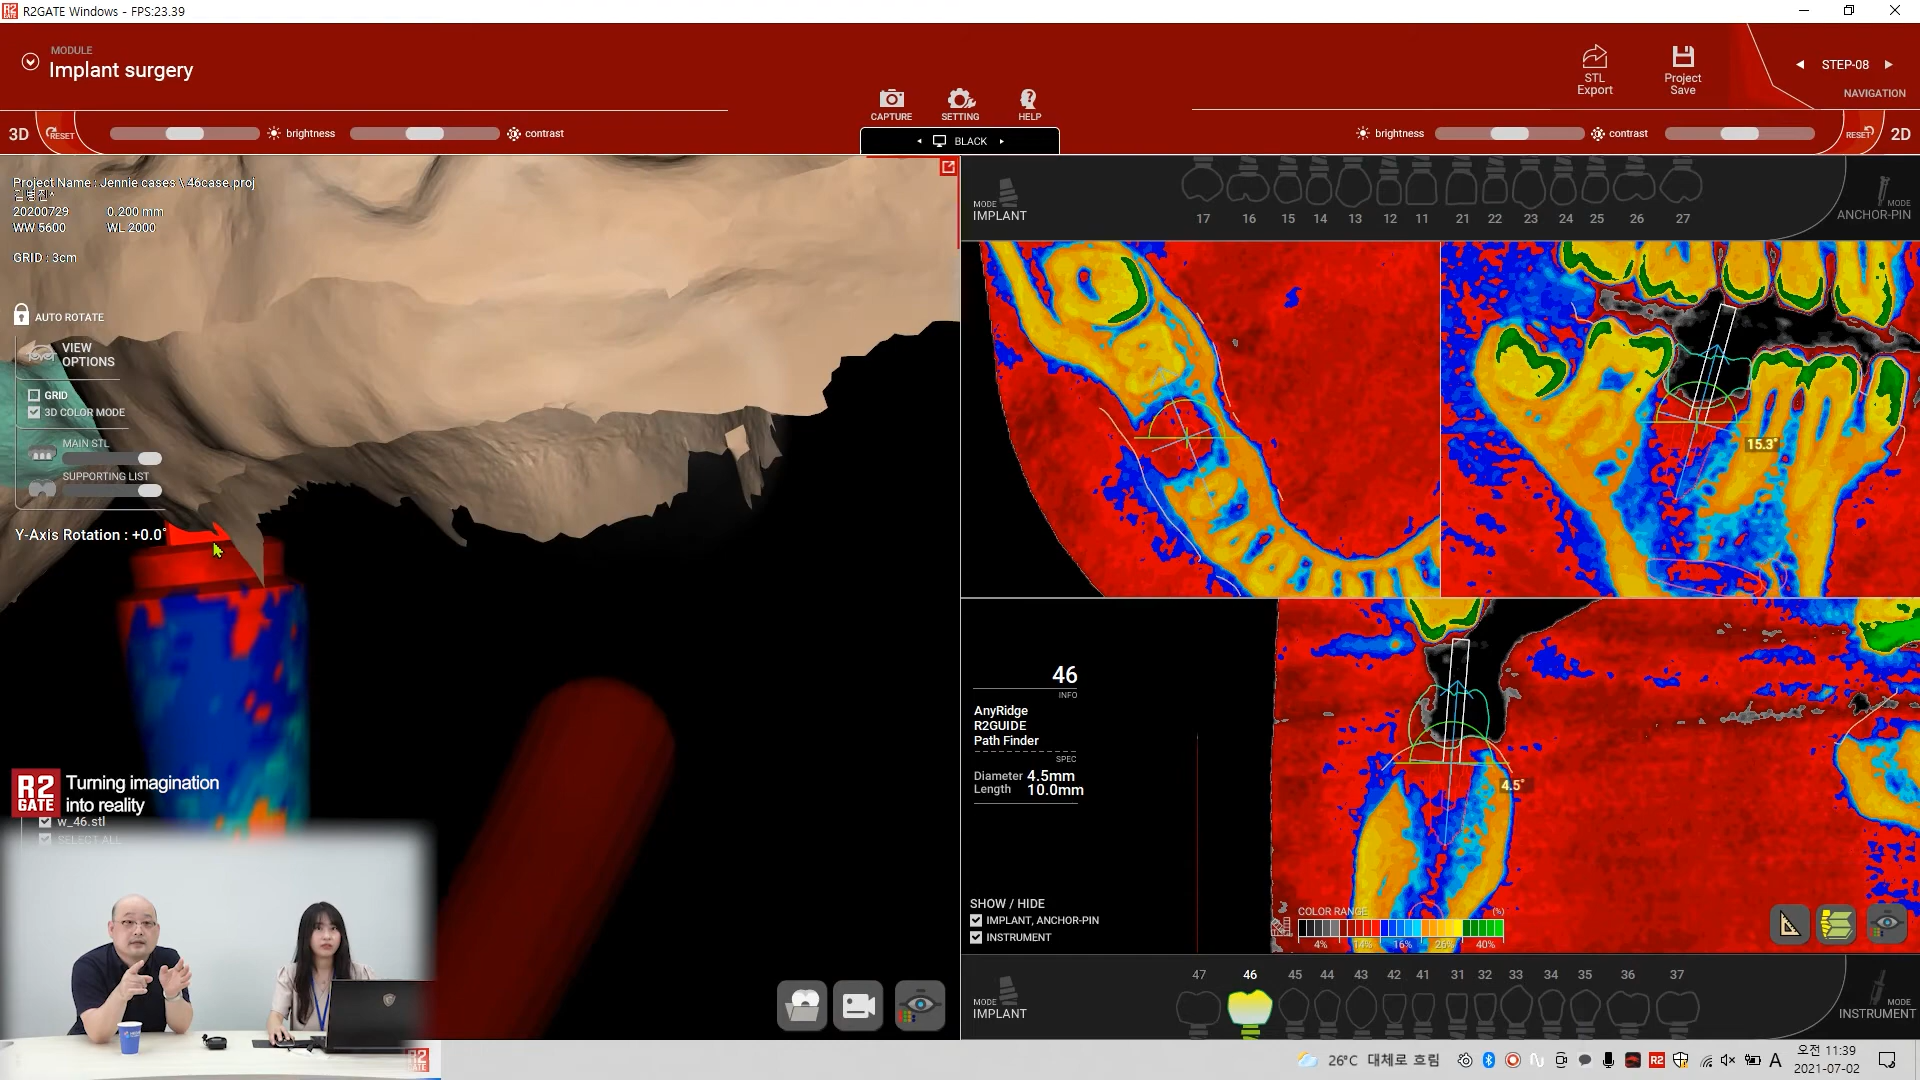 R2GATE Windows - FPS:23.39
MODULE
Implant surgery
CAPTURE
SETTING
HELP
STL
Export
Project
Save
STEP-08
NAVIGATION
3D
RESET
brightness
contrast
BLACK
brightness
contrast
RESET
2D
Project Name : Jennie cases \ 46case.proj
20200729
0.200 mm
WW 5600
WL 2000
GRID : 3cm
AUTO ROTATE
VIEW
OPTIONS
GRID
3D COLOR MODE
MAIN STL
SUPPORTING LIST
Y-Axis Rotation : +0.0°
R2
GATE
Turning imagination
into reality
w_46.stl
SELECT ALL
MODE
IMPLANT
17 16 15 14 13 12 11 21 22 23 24 25 26 27
MODE
ANCHOR-PIN
15.3°
46
INFO
AnyRidge
R2GUIDE
Path Finder
SPEC
Diameter 4.5mm
Length 10.0mm
4.5°
SHOW / HIDE
IMPLANT, ANCHOR-PIN
INSTRUMENT
COLOR RANGE
(%)
4% 14% 16% 26% 40%
MODE
IMPLANT
47 46 45 44 43 42 41 31 32 33 34 35 36 37
MODE
INSTRUMENT
R2
GATE
26°C 대체로 흐림
R2
A
오전 11:39
2021-07-02